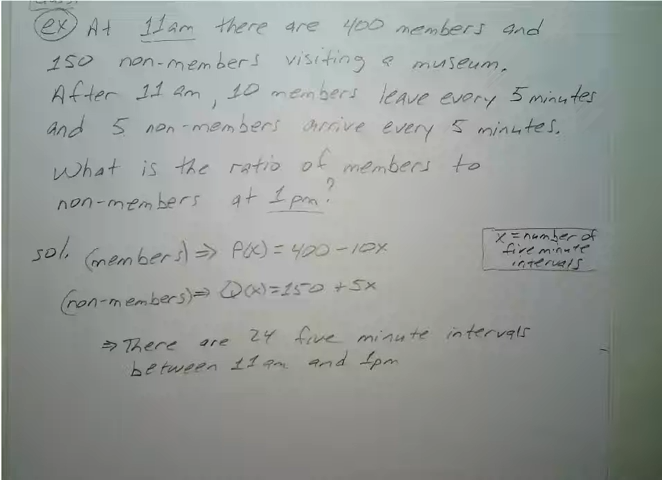 ex At 11am there are 400 members and
150 non-members visiting a museum.
After 11 am, 10 members leave every 5 minutes
and 5 non-members arrive every 5 minutes.
What is the ratio of members to
non-members at 1pm?
sol. (members) ⇒ P(x) = 400 - 10x
x = number of
five minute
intervals
(non-members) ⇒ Q(x) = 150 + 5x
⇒ There are 24 five minute intervals
between 11am and 1pm